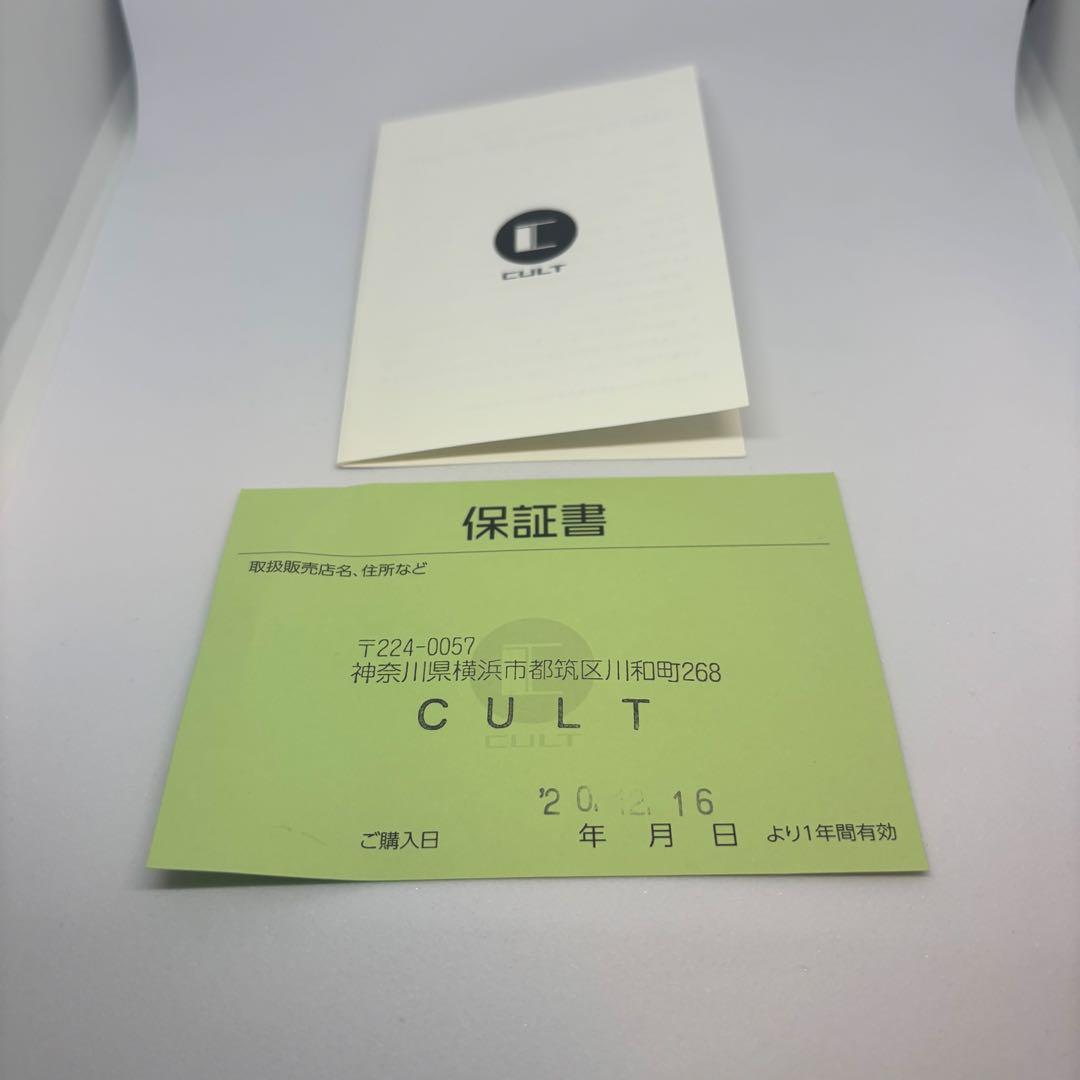 CULT
保証書
取扱販売店名、住所など
〒224-0057
神奈川県横浜市都筑区川和町268
CULT
CULT
'20.12.16
ご購入日 年 月 日 より1年間有効